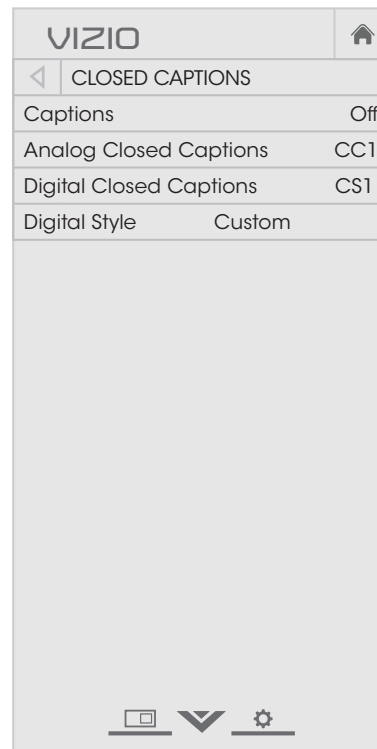 VIZIO
CLOSED CAPTIONS
Captions Off
Analog Closed Captions CC1
Digital Closed Captions CS1
Digital Style Custom